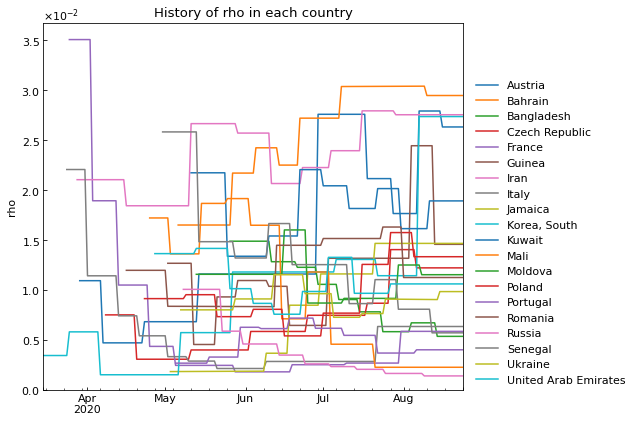 History of rho in each country
×10⁻²
3.5
3.0
2.5
2.0
1.5
1.0
0.5
0.0
rho
Apr
2020
May
Jun
Jul
Aug
Austria
Bahrain
Bangladesh
Czech Republic
France
Guinea
Iran
Italy
Jamaica
Korea, South
Kuwait
Mali
Moldova
Poland
Portugal
Romania
Russia
Senegal
Ukraine
United Arab Emirates